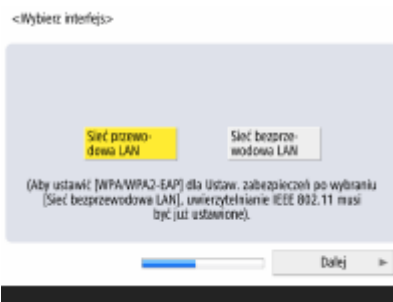 <Wybierz interfejs>
Sieć przewo-
dowa LAN
Sieć bezprze-
wodowa LAN
(Aby ustawić [WPA/WPA2-EAP] dla Ustaw. zabezpieczeń po wybraniu
[Sieć bezprzewodowa LAN], uwierzytelnianie IEEE 802.11 musi
być już ustawione).
Dalej